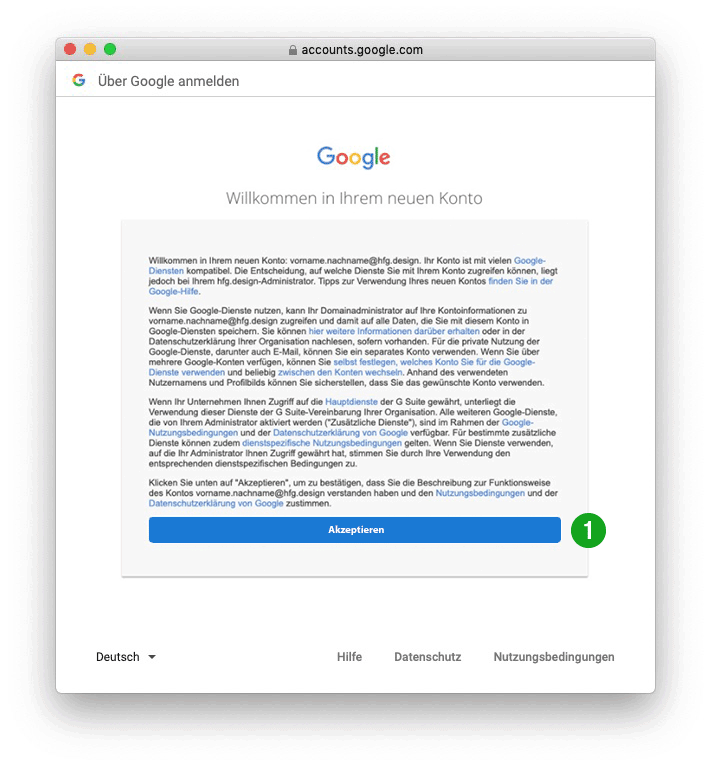 accounts.google.com
Über Google anmelden
Google
Willkommen in Ihrem neuen Konto
Willkommen in Ihrem neuen Konto: vorname.nachname@hfg.design. Ihr Konto ist mit vielen Google-
Diensten kompatibel. Die Entscheidung, auf welche Dienste Sie mit Ihrem Konto zugreifen können, liegt
jedoch bei Ihrem hfg.design-Administrator. Tipps zur Verwendung Ihres neuen Kontos finden Sie in der
Google-Hilfe.
Wenn Sie Google-Dienste nutzen, kann Ihr Domainadministrator auf Ihre Kontoinformationen zu
vorname.nachname@hfg.design zugreifen und damit auf alle Daten, die Sie mit diesem Konto in
Google-Diensten speichern. Sie können hier weitere Informationen darüber erhalten oder in der
Datenschutzerklärung Ihrer Organisation nachlesen, sofern vorhanden. Für die private Nutzung der
Google-Dienste, darunter auch E-Mail, können Sie ein separates Konto verwenden. Wenn Sie über
mehrere Google-Konten verfügen, können Sie selbst festlegen, welches Konto Sie für die Google-
Dienste verwenden und beliebig zwischen den Konten wechseln. Anhand des verwendeten
Nutzernamens und Profilbilds können Sie sicherstellen, dass Sie das gewünschte Konto verwenden.
Wenn Ihr Unternehmen Ihnen Zugriff auf die Hauptdienste der G Suite gewährt, unterliegt die
Verwendung dieser Dienste der G Suite-Vereinbarung Ihrer Organisation. Alle weiteren Google-Dienste,
die von Ihrem Administrator aktiviert werden ("Zusätzliche Dienste"), sind im Rahmen der Google-
Nutzungsbedingungen und der Datenschutzerklärung von Google verfügbar. Für bestimmte zusätzliche
Dienste können zudem dienstspezifische Nutzungsbedingungen gelten. Wenn Sie Dienste verwenden,
auf die Ihr Administrator Ihnen Zugriff gewährt hat, stimmen Sie durch Ihre Verwendung den
entsprechenden dienstspezifischen Bedingungen zu.
Klicken Sie unten auf "Akzeptieren", um zu bestätigen, dass Sie die Beschreibung zur Funktionsweise
des Kontos vorname.nachname@hfg.design verstanden haben und den Nutzungsbedingungen und der
Datenschutzerklärung von Google zustimmen.
Akzeptieren
1
Deutsch Hilfe Datenschutz Nutzungsbedingungen